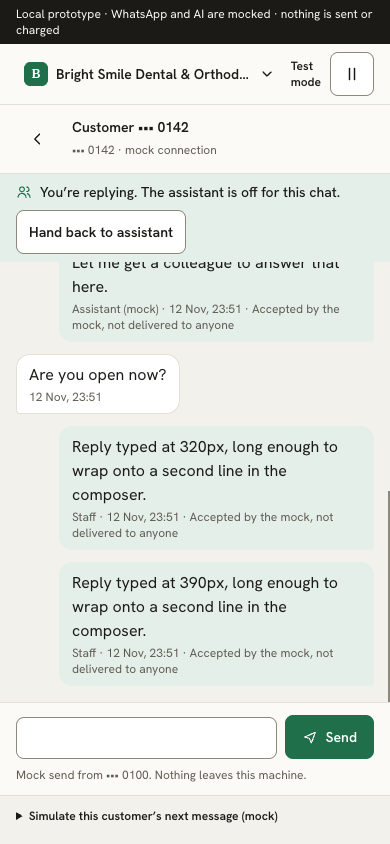 Local prototype · WhatsApp and AI are mocked · nothing is sent or
charged
B Bright Smile Dental & Orthod...
Test
mode
Customer ••• 0142
••• 0142 · mock connection
You're replying. The assistant is off for this chat.
Hand back to assistant
Let me get a colleague to answer that
here.
Assistant (mock) · 12 Nov, 23:51 · Accepted by the
mock, not delivered to anyone
Are you open now?
12 Nov, 23:51
Reply typed at 320px, long enough to
wrap onto a second line in the
composer.
Staff · 12 Nov, 23:51 · Accepted by the mock, not
delivered to anyone
Reply typed at 390px, long enough to
wrap onto a second line in the
composer.
Staff · 12 Nov, 23:51 · Accepted by the mock, not
delivered to anyone
Send
Mock send from ••• 0100. Nothing leaves this machine.
Simulate this customer's next message (mock)